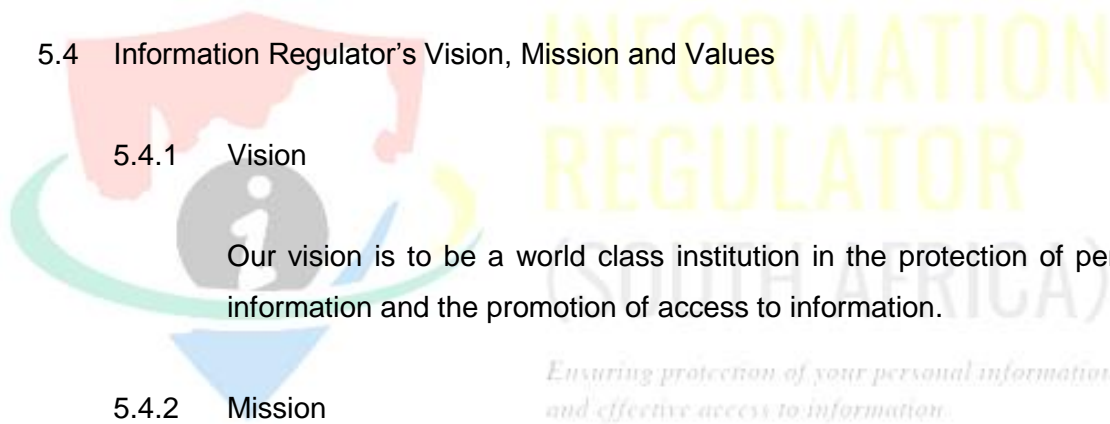 5.4 Information Regulator's Vision, Mission and Values
INFORMATION
5.4.1 Vision
REGULATOR
Our vision is to be a world class institution in the protection of per
(SOUTH AFRICA)
information and the promotion of access to information.
Ensuring protection of your personal information
5.4.2 Mission
and effective access to information